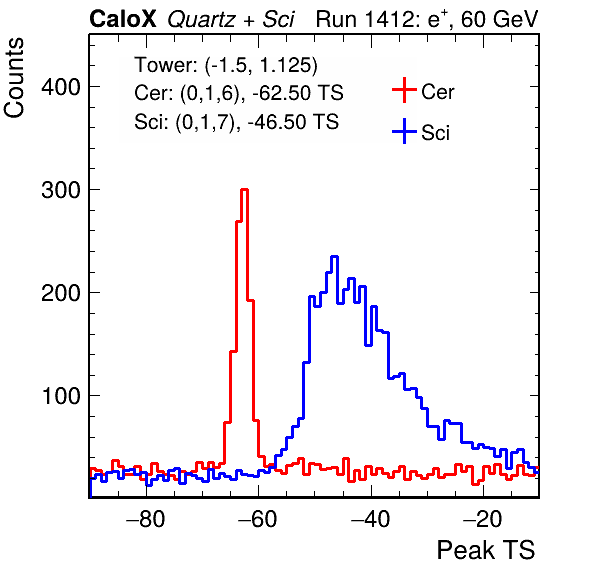 CaloX Quartz + Sci Run 1412: e⁺, 60 GeV
Counts
Tower: (-1.5, 1.125)
Cer: (0,1,6), -62.50 TS
Sci: (0,1,7), -46.50 TS
Cer
Sci
400
300
200
100
−80 −60 −40 −20
Peak TS